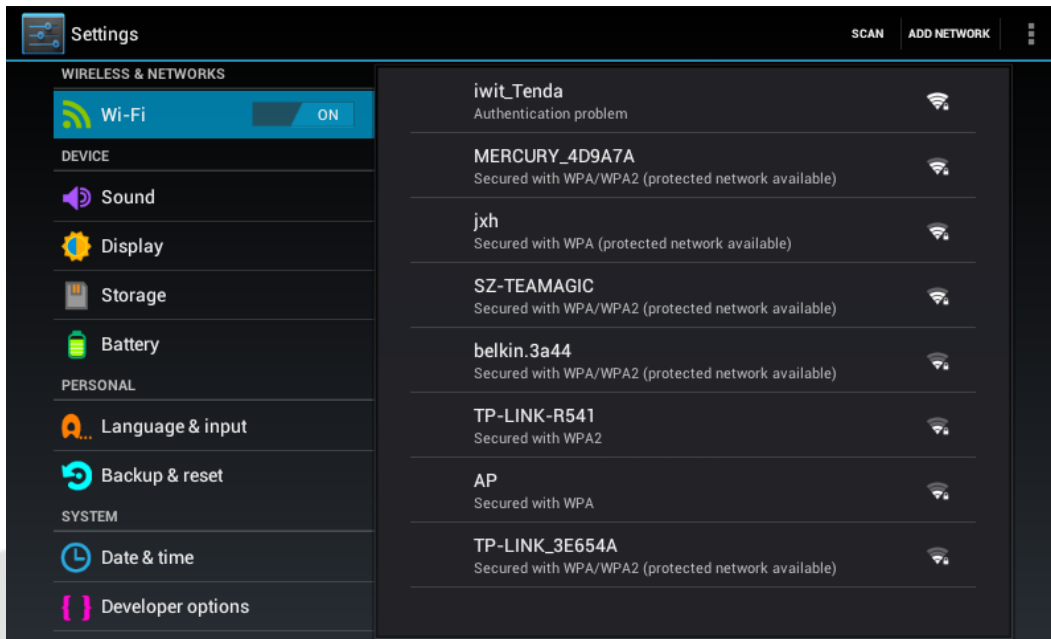 Settings
SCAN
ADD NETWORK
WIRELESS & NETWORKS
Wi-Fi
ON
DEVICE
Sound
Display
Storage
Battery
PERSONAL
Language & input
Backup & reset
SYSTEM
Date & time
Developer options
iwit_Tenda
Authentication problem
MERCURY_4D9A7A
Secured with WPA/WPA2 (protected network available)
jxh
Secured with WPA (protected network available)
SZ-TEAMAGIC
Secured with WPA/WPA2 (protected network available)
belkin.3a44
Secured with WPA/WPA2 (protected network available)
TP-LINK-R541
Secured with WPA2
AP
Secured with WPA
TP-LINK_3E654A
Secured with WPA/WPA2 (protected network available)